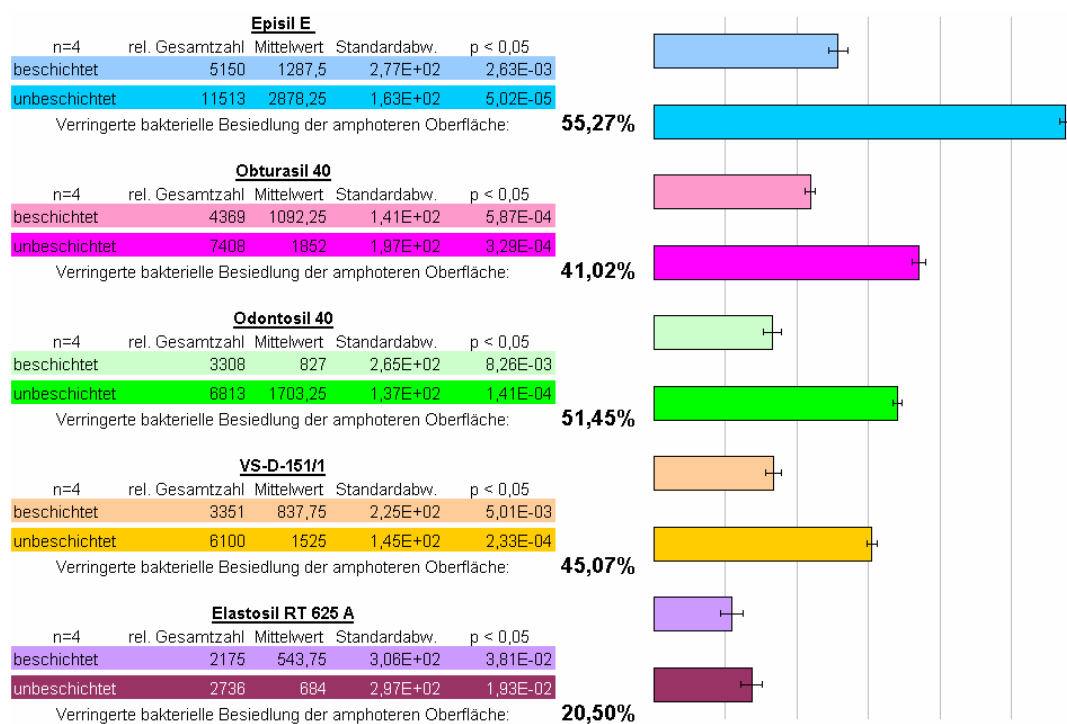 Episil E
n=4 rel. Gesamtzahl Mittelwert Standardabw. p < 0,05
beschichtet 5150 1287,5 2,77E+02 2,63E-03
unbeschichtet 11513 2878,25 1,63E+02 5,02E-05
Verringerte bakterielle Besiedlung der amphoteren Oberfläche: 55,27%
Obturasil 40
n=4 rel. Gesamtzahl Mittelwert Standardabw. p < 0,05
beschichtet 4369 1092,25 1,41E+02 5,87E-04
unbeschichtet 7408 1852 1,97E+02 3,29E-04
Verringerte bakterielle Besiedlung der amphoteren Oberfläche: 41,02%
Odontosil 40
n=4 rel. Gesamtzahl Mittelwert Standardabw. p < 0,05
beschichtet 3308 827 2,65E+02 8,26E-03
unbeschichtet 6813 1703,25 1,37E+02 1,41E-04
Verringerte bakterielle Besiedlung der amphoteren Oberfläche: 51,45%
VS-D-151/1
n=4 rel. Gesamtzahl Mittelwert Standardabw. p < 0,05
beschichtet 3351 837,75 2,25E+02 5,01E-03
unbeschichtet 6100 1525 1,45E+02 2,33E-04
Verringerte bakterielle Besiedlung der amphoteren Oberfläche: 45,07%
Elastosil RT 625 A
n=4 rel. Gesamtzahl Mittelwert Standardabw. p < 0,05
beschichtet 2175 543,75 3,06E+02 3,81E-02
unbeschichtet 2736 684 2,97E+02 1,93E-02
Verringerte bakterielle Besiedlung der amphoteren Oberfläche: 20,50%